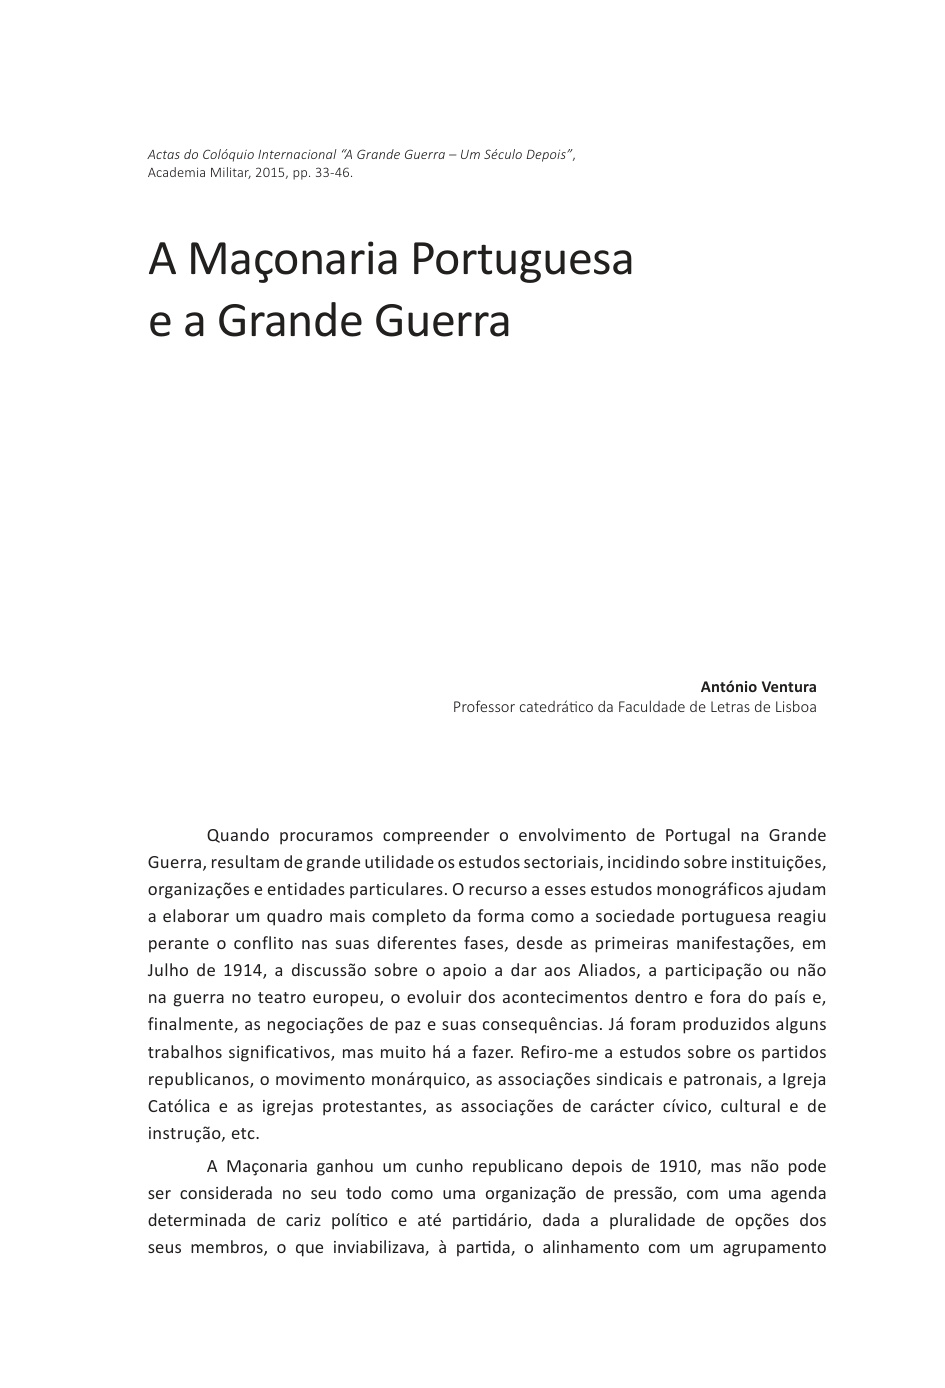 Actas do Colóquio Internacional “A Grande Guerra – Um Século Depois”,
Academia Militar, 2015, pp. 33-46.
A Maçonaria Portuguesa
e a Grande Guerra
António Ventura
Professor catedrático da Faculdade de Letras de Lisboa
Quando procuramos compreender o envolvimento de Portugal na Grande
Guerra, resultam de grande utilidade os estudos sectoriais, incidindo sobre instituições,
organizações e entidades particulares. O recurso a esses estudos monográficos ajudam
a elaborar um quadro mais completo da forma como a sociedade portuguesa reagiu
perante o conflito nas suas diferentes fases, desde as primeiras manifestações, em
Julho de 1914, a discussão sobre o apoio a dar aos Aliados, a participação ou não
na guerra no teatro europeu, o evoluir dos acontecimentos dentro e fora do país e,
finalmente, as negociações de paz e suas consequências. Já foram produzidos alguns
trabalhos significativos, mas muito há a fazer. Refiro-me a estudos sobre os partidos
republicanos, o movimento monárquico, as associações sindicais e patronais, a Igreja
Católica e as igrejas protestantes, as associações de carácter cívico, cultural e de
instrução, etc.
A Maçonaria ganhou um cunho republicano depois de 1910, mas não pode
ser considerada no seu todo como uma organização de pressão, com uma agenda
determinada de cariz político e até partidário, dada a pluralidade de opções dos
seus membros, o que inviabilizava, à partida, o alinhamento com um agrupamento